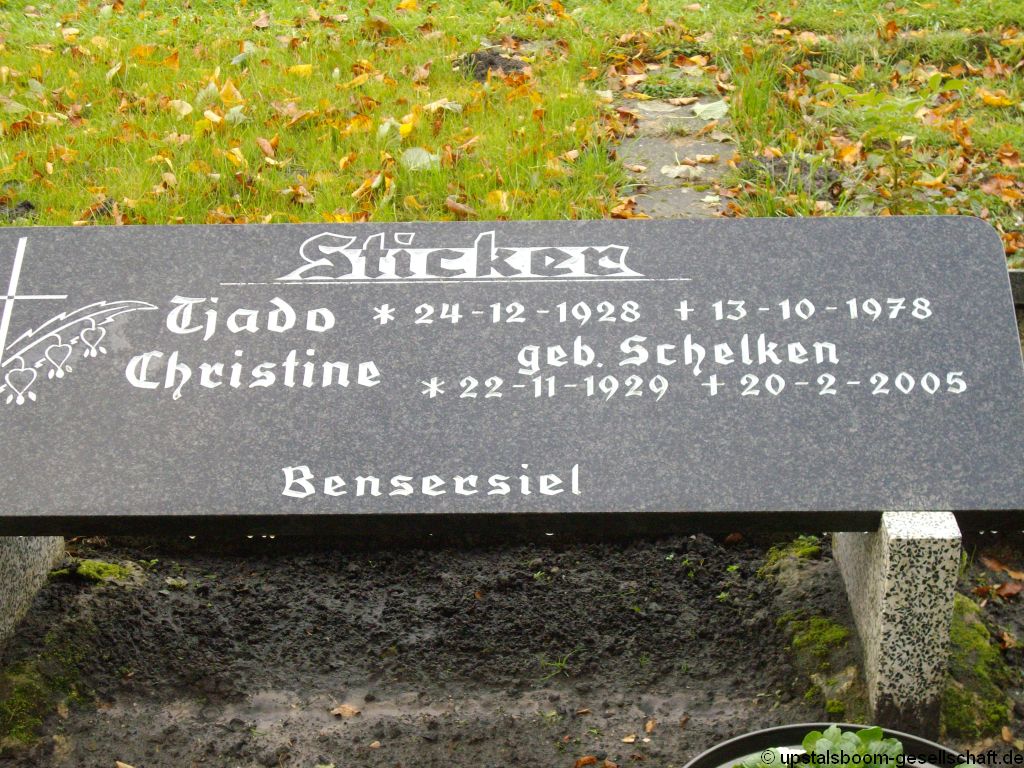 Sticker
Tjado * 24-12-1928 + 13-10-1978
Christine geb. Schelken
* 22-11-1929 + 20-2-2005
Bensersiel
© upstalsboom-gesellschaft.de